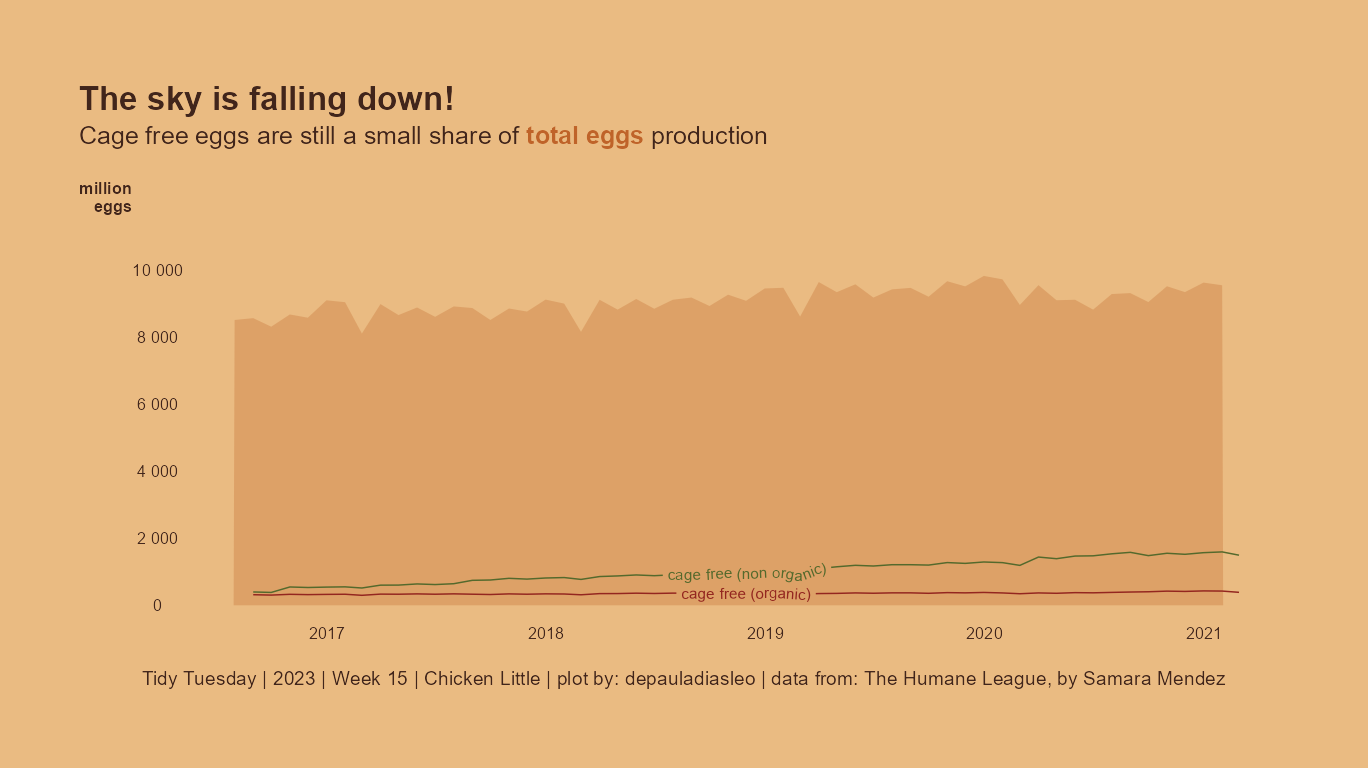 The sky is falling down!
Cage free eggs are still a small share of total eggs production
million
eggs
10 000
8 000
6 000
4 000
2 000
0
cage free (non organic)
cage free (organic)
2017 2018 2019 2020 2021
Tidy Tuesday | 2023 | Week 15 | Chicken Little | plot by: depauladiasleo | data from: The Humane League, by Samara Mendez